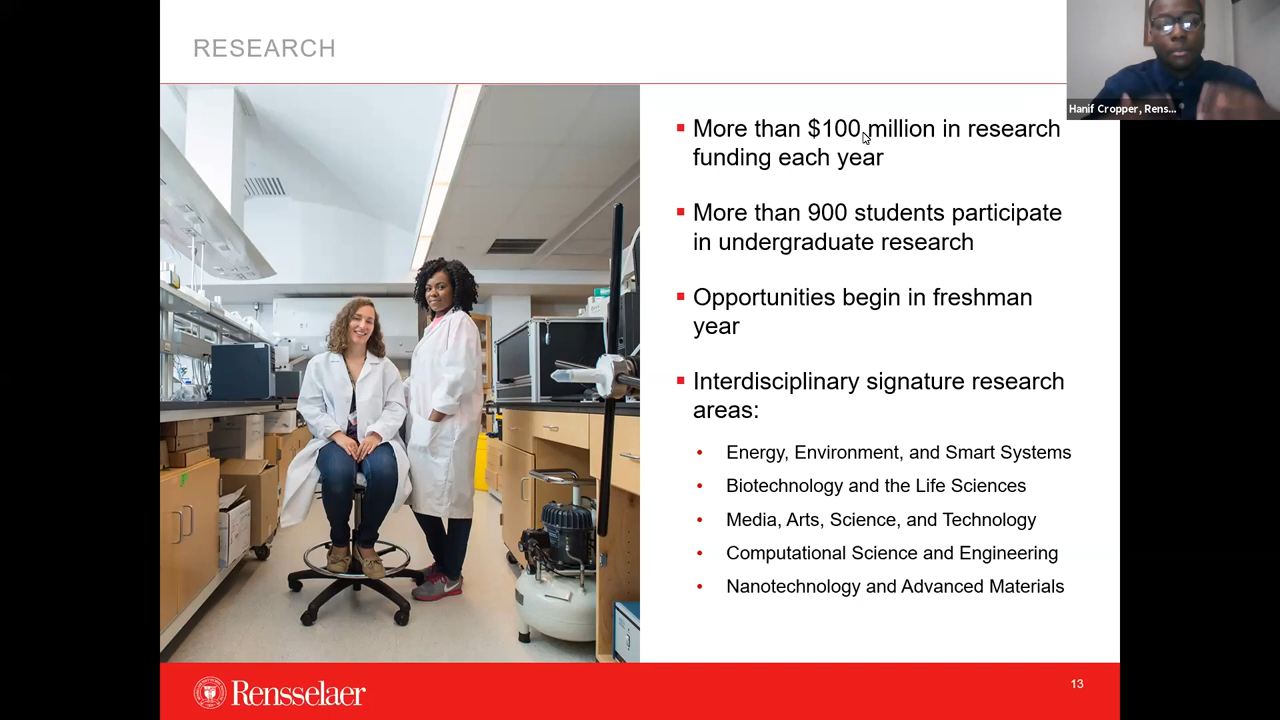 RESEARCH
Hanif Cropper, Rens...
More than $100 million in research
funding each year
More than 900 students participate
in undergraduate research
Opportunities begin in freshman
year
Interdisciplinary signature research
areas:
Energy, Environment, and Smart Systems
Biotechnology and the Life Sciences
Media, Arts, Science, and Technology
Computational Science and Engineering
Nanotechnology and Advanced Materials
Rensselaer
13